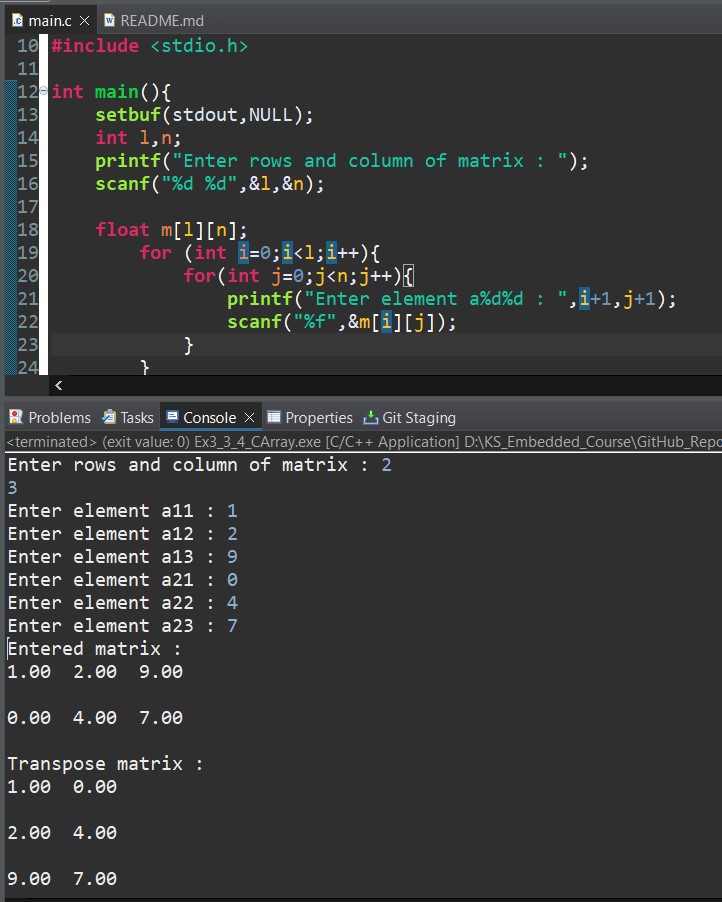 main.c README.md
10 #include <stdio.h>
11
12 int main(){
13 setbuf(stdout,NULL);
14 int l,n;
15 printf("Enter rows and column of matrix : ");
16 scanf("%d %d",&l,&n);
17
18 float m[l][n];
19 for (int i=0;i<l;i++){
20 for(int j=0;j<n;j++){
21 printf("Enter element a%d%d : ",i+1,j+1);
22 scanf("%f",&m[i][j]);
23 }
24 }
Problems Tasks Console Properties Git Staging
<terminated> (exit value: 0) Ex3_3_4_CArray.exe [C/C++ Application] D:\KS_Embedded_Course\GitHub_Repo
Enter rows and column of matrix : 2
3
Enter element a11 : 1
Enter element a12 : 2
Enter element a13 : 9
Enter element a21 : 0
Enter element a22 : 4
Enter element a23 : 7
Entered matrix :
1.00 2.00 9.00
0.00 4.00 7.00
Transpose matrix :
1.00 0.00
2.00 4.00
9.00 7.00